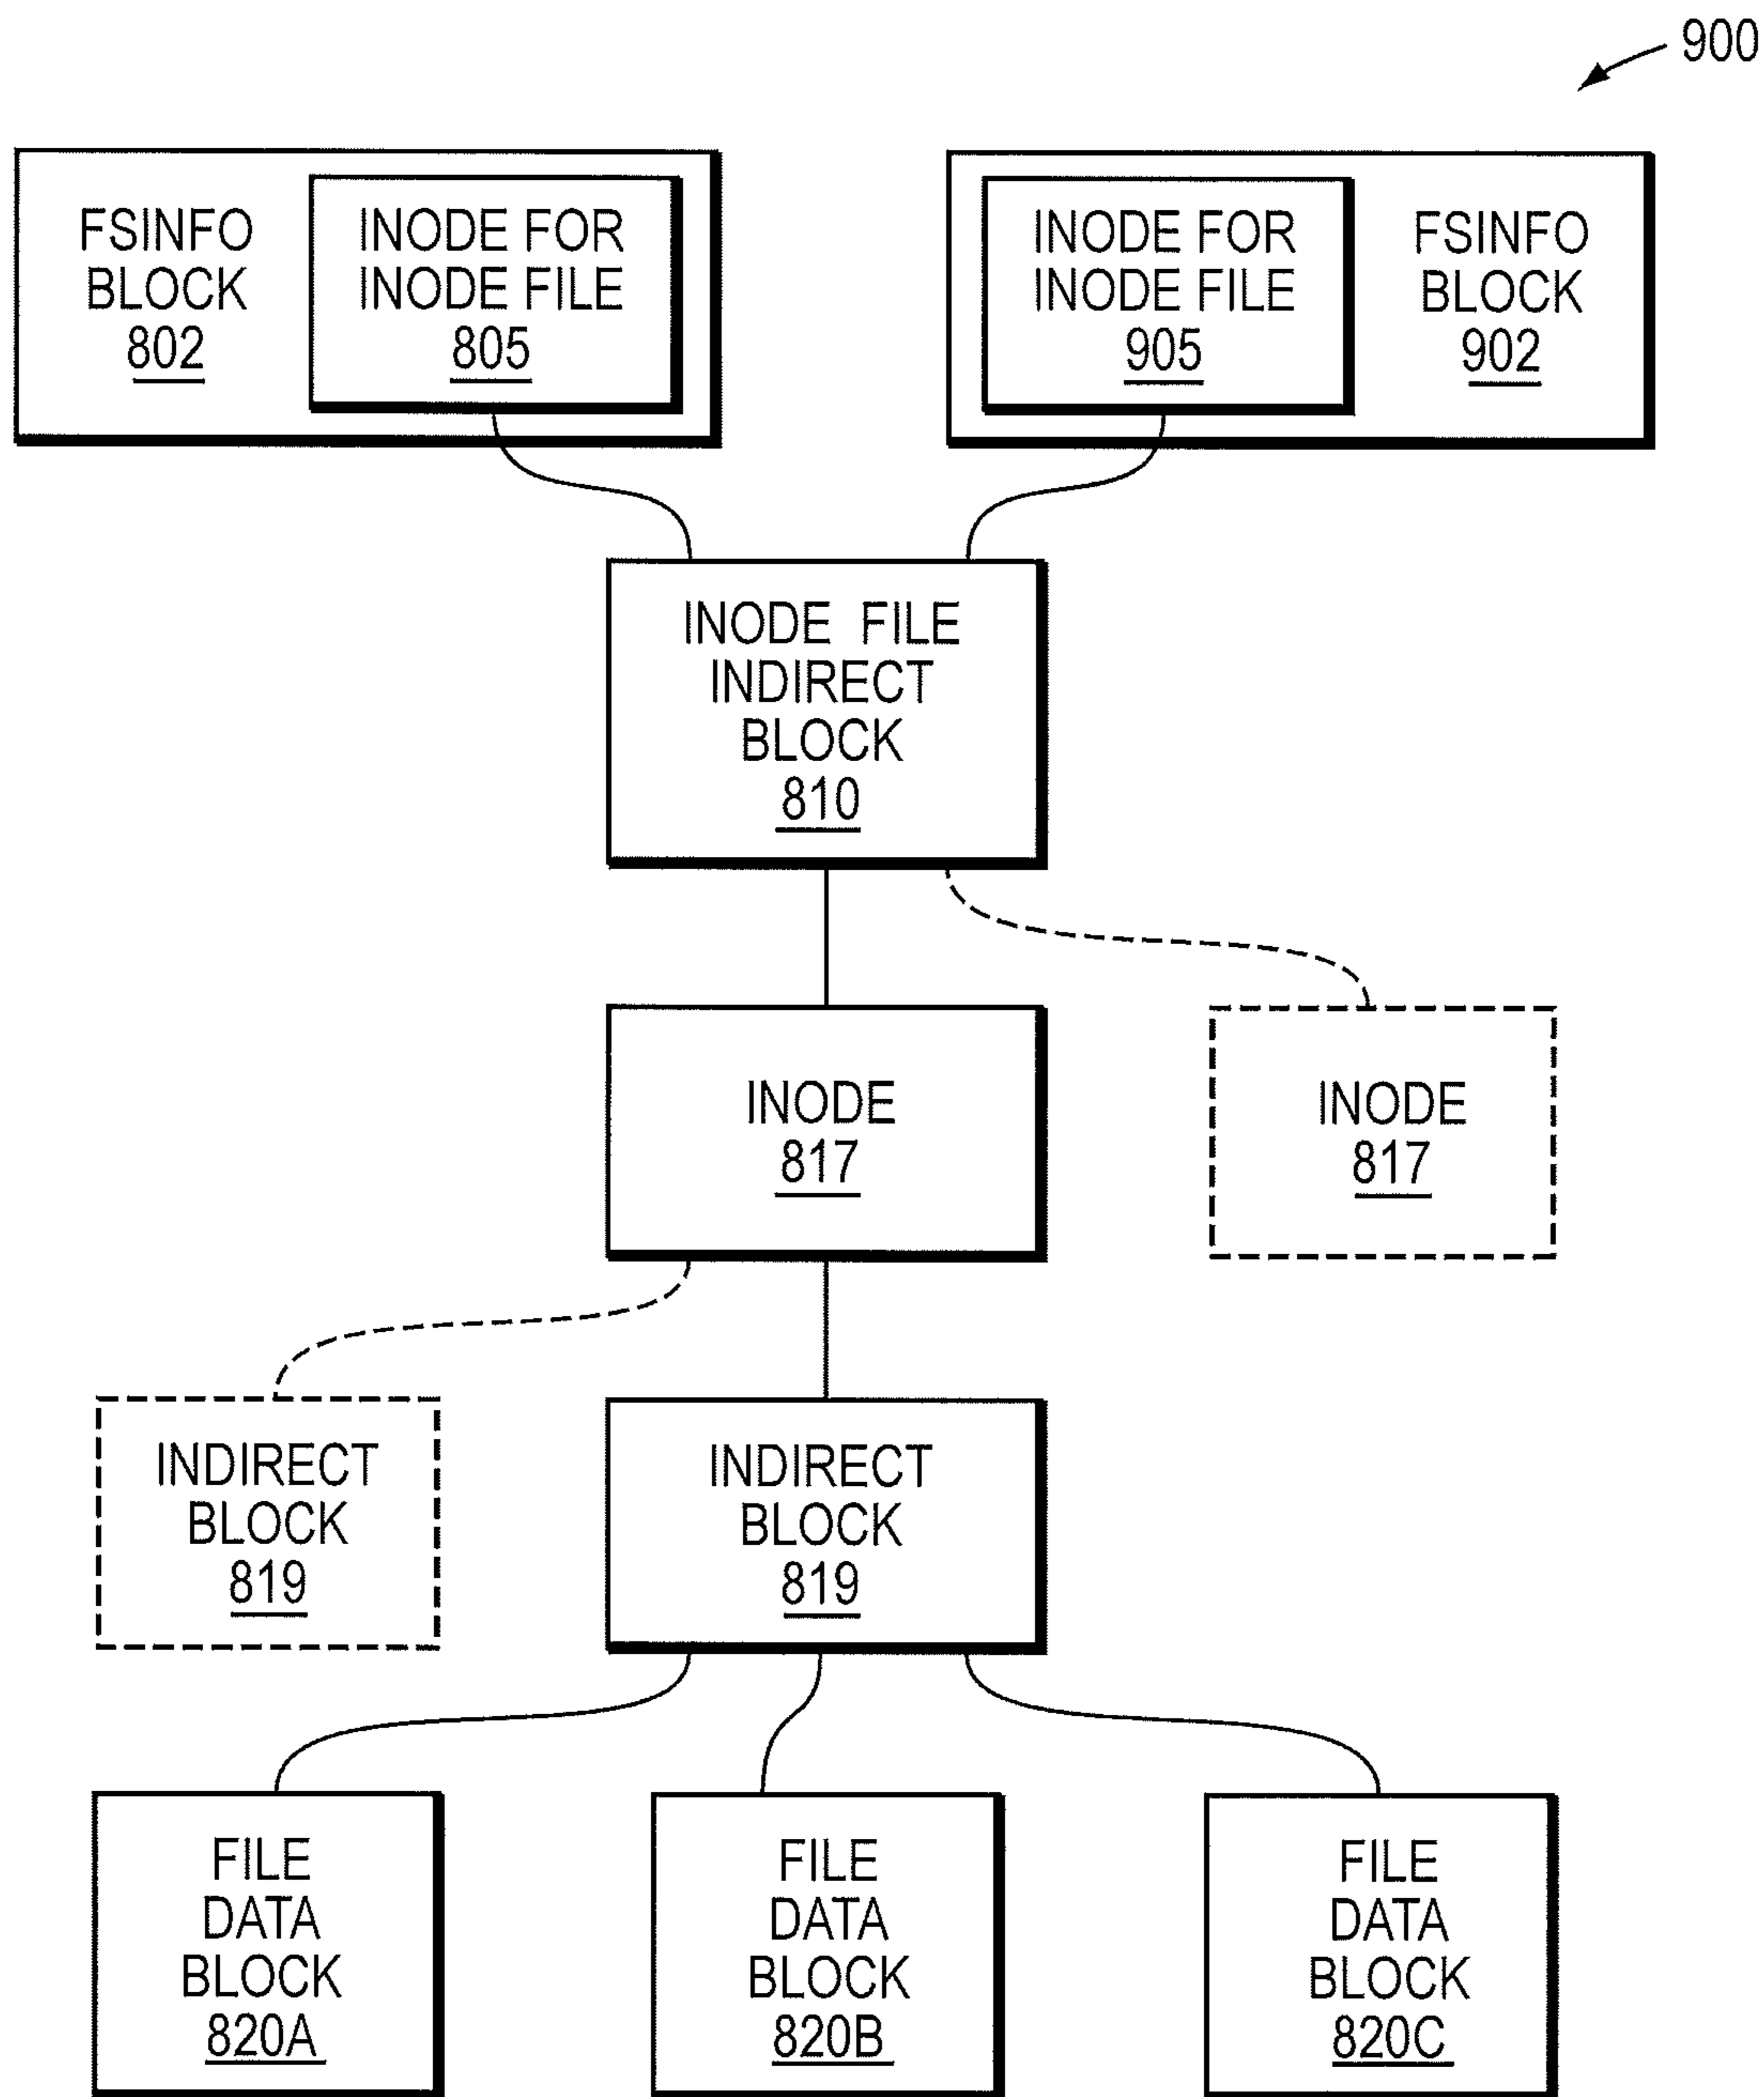 900
FSINFO
BLOCK
802
INODE FOR
INODE FILE
805
INODE FOR
INODE FILE
905
FSINFO
BLOCK
902
INODE FILE
INDIRECT
BLOCK
810
INODE
817
INODE
817
INDIRECT
BLOCK
819
INDIRECT
BLOCK
819
FILE
DATA
BLOCK
820A
FILE
DATA
BLOCK
820B
FILE
DATA
BLOCK
820C